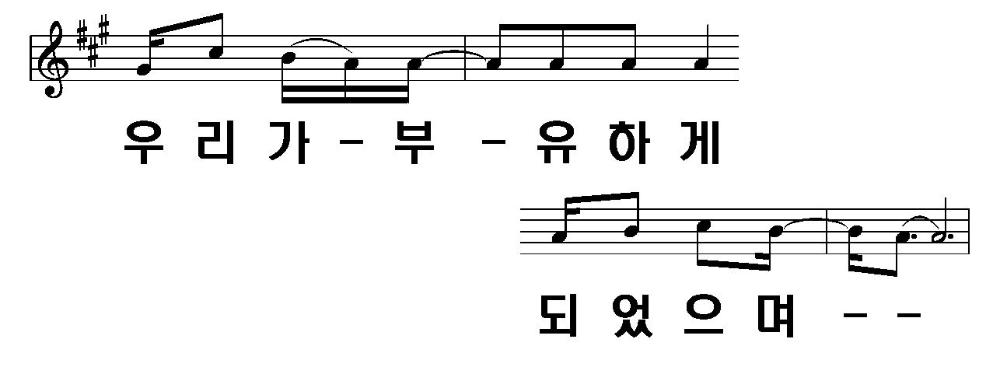 우 리 가 - 부 - 유 하 게
되 었 으 며 - -